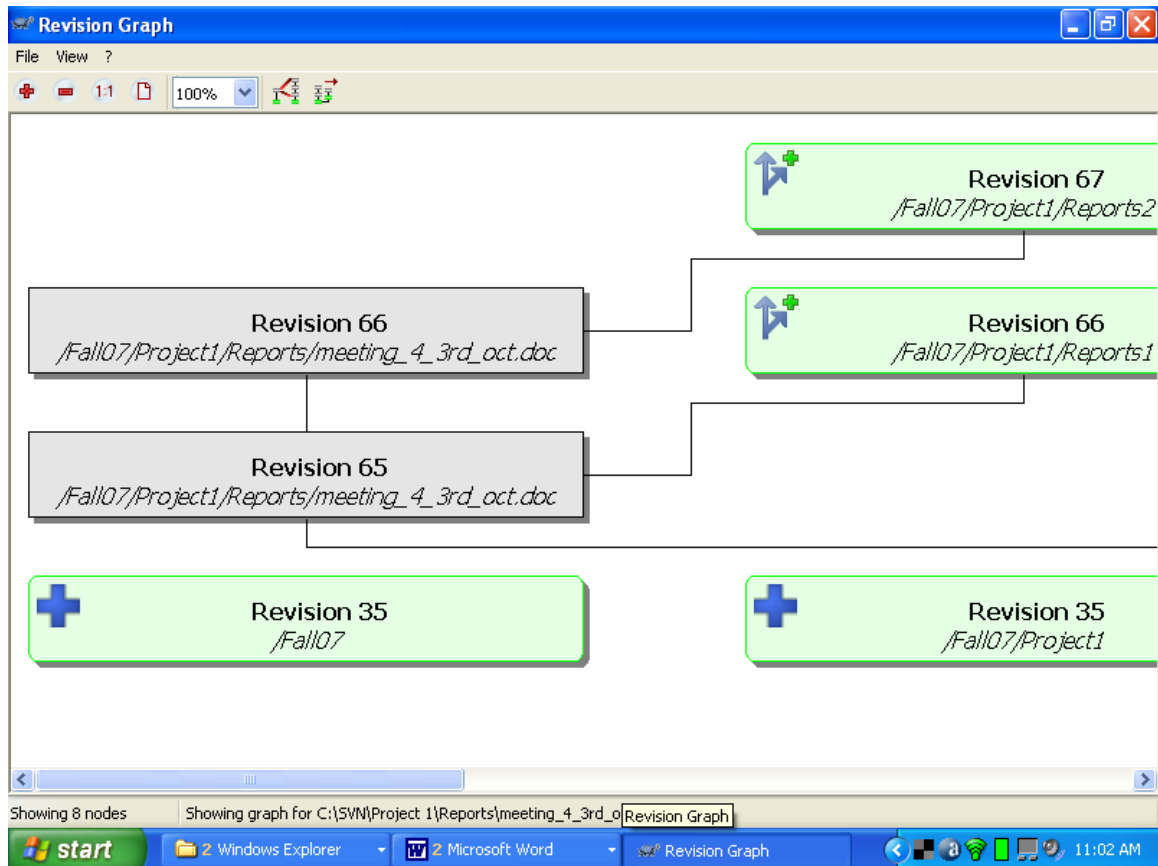 Revision Graph
File View ?
1:1 100%
Revision 67
/Fall07/Project1/Reports2
Revision 66
/Fall07/Project1/Reports/meeting_4_3rd_oct.doc
Revision 66
/Fall07/Project1/Reports1
Revision 65
/Fall07/Project1/Reports/meeting_4_3rd_oct.doc
Revision 35
/Fall07
Revision 35
/Fall07/Project1
Showing 8 nodes Showing graph for C:\SVN\Project 1\Reports\meeting_4_3rd_o
Revision Graph
start 2 Windows Explorer 2 Microsoft Word Revision Graph 11:02 AM